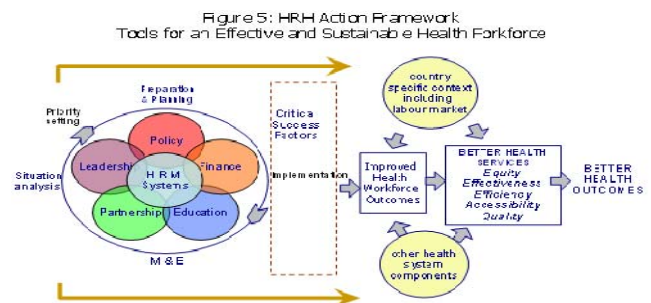 Figure 5: HRH Action Framework
Tools for an Effective and Sustainable Health Forkforce
Preparation
& Planning
Priority
setting
Situation
analysis
Policy
Leadership
Finance
HRM
Systems
Partnership
Education
M & E
Critical
Success
Factors
Implementation
Improved
Health
Workforce
Outcomes
country
specific context
including
labour market
other health
system
components
BETTER HEALTH
SERVICES
Equity
Effectiveness
Efficiency
Accessibility
Quality
BETTER
HEALTH
OUTCOMES